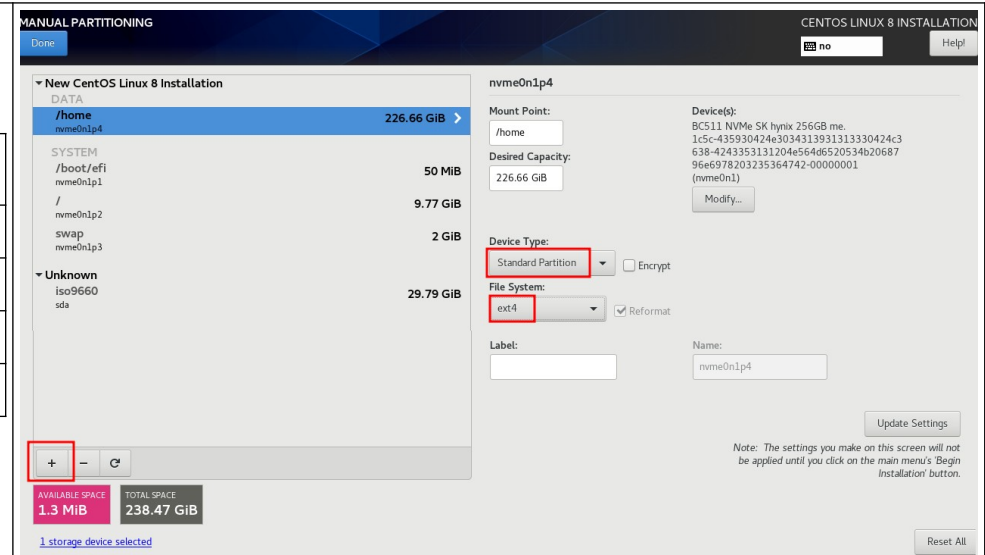 MANUAL PARTITIONING
CENTOS LINUX 8 INSTALLATION
Done
no
Help!
New CentOS Linux 8 Installation
DATA
/home
226.66 GiB
nvme0n1p4
SYSTEM
/boot/efi
50 MiB
nvme0n1p1
/
9.77 GiB
nvme0n1p2
swap
2 GiB
nvme0n1p3
Unknown
iso9660
29.79 GiB
sda
+
-
AVAILABLE SPACE
1.3 MiB
TOTAL SPACE
238.47 GiB
1 storage device selected
nvme0n1p4
Mount Point:
/home
Desired Capacity:
226.66 GiB
Device(s):
BC511 NVMe SK hynix 256GB me.
1c5c-435930424e3034313931313330424c3
638-4243353131204e564d6520534b20687
96e6978203235364742-00000001
(nvme0n1)
Modify...
Device Type:
Standard Partition
Encrypt
File System:
ext4
Reformat
Label:
Name:
nvme0n1p4
Update Settings
Note: The settings you make on this screen will not
be applied until you click on the main menu's 'Begin
Installation' button.
Reset All